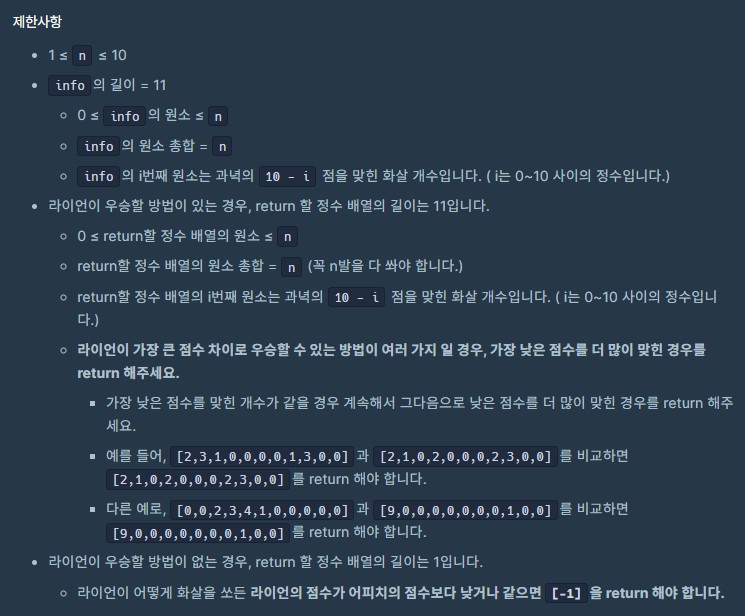 제한사항
• 1 ≤ n ≤ 10
• info 의 길이 = 11
◦ 0 ≤ info 의 원소 ≤ n
◦ info 의 원소 총합 = n
◦ info 의 i번째 원소는 과녁의 10 - i 점을 맞힌 화살 개수입니다. ( i는 0~10 사이의 정수입니다.)
• 라이언이 우승할 방법이 있는 경우, return 할 정수 배열의 길이는 11입니다.
◦ 0 ≤ return할 정수 배열의 원소 ≤ n
◦ return할 정수 배열의 원소 총합 = n (꼭 n발을 다 쏴야 합니다.)
◦ return할 정수 배열의 i번째 원소는 과녁의 10 - i 점을 맞힌 화살 개수입니다. ( i는 0~10 사이의 정수입니
다.)
◦ 라이언이 가장 큰 점수 차이로 우승할 수 있는 방법이 여러 가지 일 경우, 가장 낮은 점수를 더 많이 맞힌 경우를
return 해주세요.
▪ 가장 낮은 점수를 맞힌 개수가 같을 경우 계속해서 그다음으로 낮은 점수를 더 많이 맞힌 경우를 return 해주
세요.
▪ 예를 들어, [2,3,1,0,0,0,0,1,3,0,0] 과 [2,1,0,2,0,0,0,2,3,0,0] 를 비교하면
[2,1,0,2,0,0,0,2,3,0,0] 를 return 해야 합니다.
▪ 다른 예로, [0,0,2,3,4,1,0,0,0,0,0] 과 [9,0,0,0,0,0,0,0,1,0,0] 를 비교하면
[9,0,0,0,0,0,0,0,1,0,0] 를 return 해야 합니다.
• 라이언이 우승할 방법이 없는 경우, return 할 정수 배열의 길이는 1입니다.
◦ 라이언이 어떻게 화살을 쏘든 라이언의 점수가 어피치의 점수보다 낮거나 같으면 [-1] 을 return 해야 합니다.